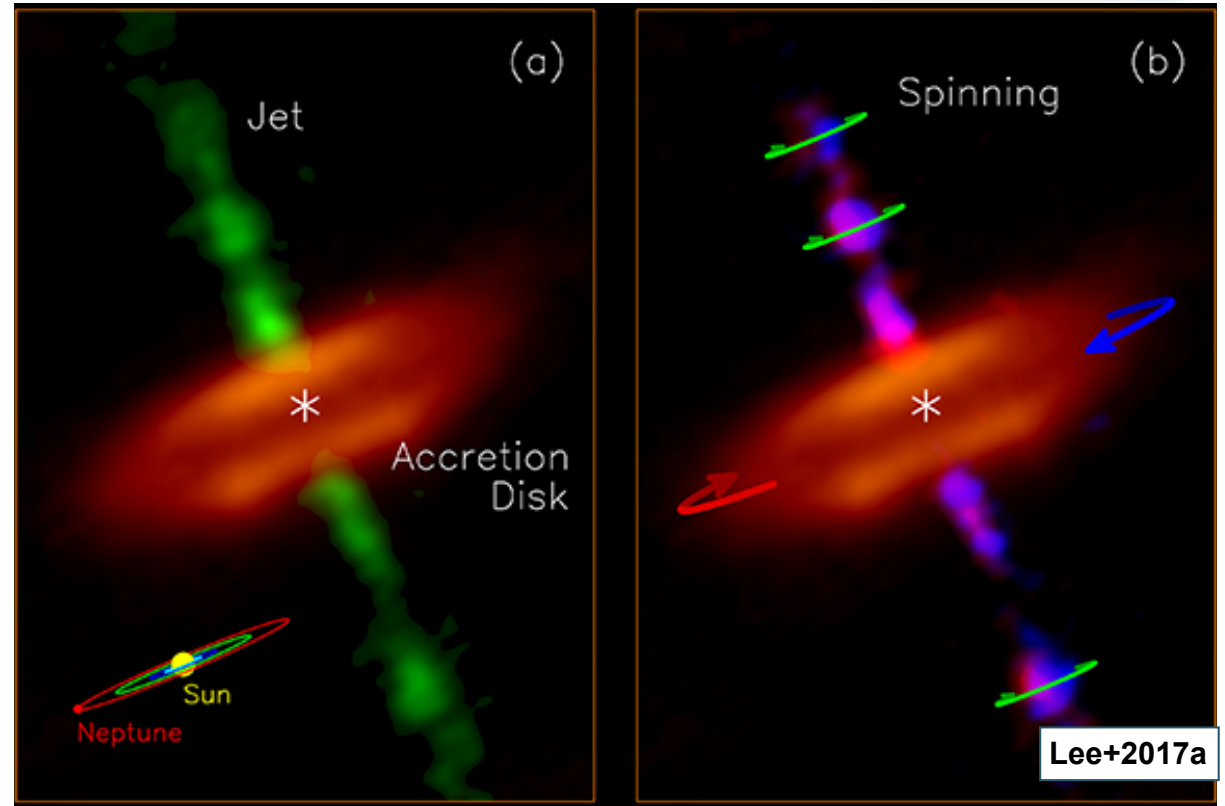 (a)
Jet
Accretion
Disk
Sun
Neptune
(b)
Spinning
Lee+2017a